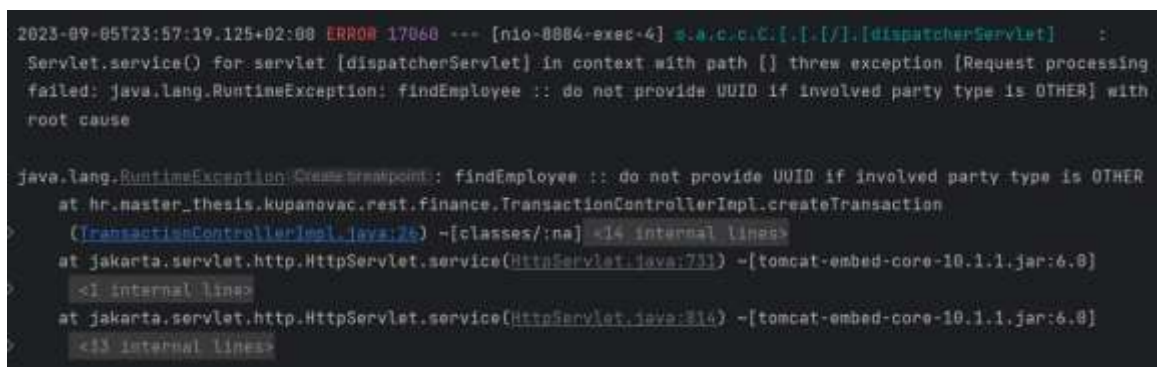 2023-09-05T23:57:19.125+02:00 ERROR 17060 --- [nio-8084-exec-4] o.a.c.c.C.[.[.[/].[dispatcherServlet]    :
Servlet.service() for servlet [dispatcherServlet] in context with path [] threw exception [Request processing
failed: java.lang.RuntimeException: findEmployee :: do not provide UUID if involved party type is OTHER] with
root cause
java.lang.RuntimeException Create breakpoint : findEmployee :: do not provide UUID if involved party type is OTHER
at hr.master_thesis.kupanovac.rest.finance.TransactionControllerImpl.createTransaction
(TransactionControllerImpl.java:26) ~[classes/:na] <14 internal lines>
at jakarta.servlet.http.HttpServlet.service(HttpServlet.java:731) ~[tomcat-embed-core-10.1.1.jar:6.0]
<1 internal line>
at jakarta.servlet.http.HttpServlet.service(HttpServlet.java:814) ~[tomcat-embed-core-10.1.1.jar:6.0]
<33 internal lines>